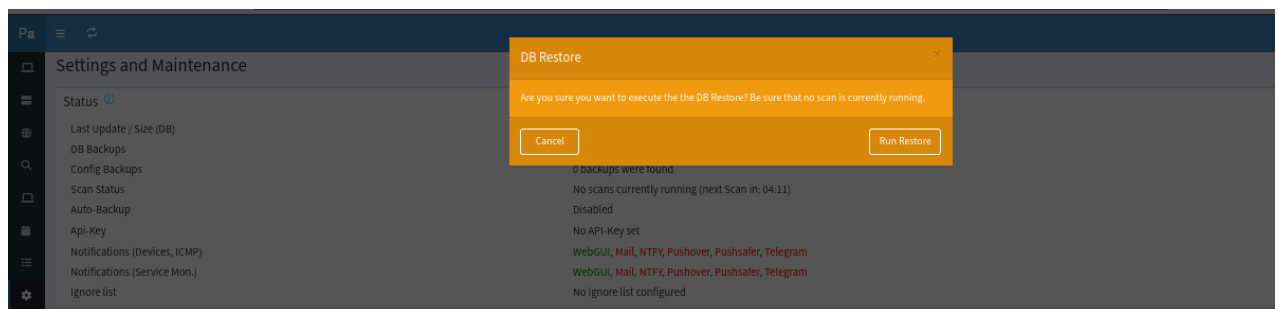 Pa
DB Restore
×
Settings and Maintenance
Are you sure you want to execute the the DB Restore? Be sure that no scan is currently running.
Status
Last Update / Size (DB)
Cancel
Run Restore
DB Backups
Config Backups
0 backups were found
Scan Status
No scans currently running (next Scan in: 04:11)
Auto-Backup
Disabled
Api-Key
No API-Key set
Notifications (Devices, ICMP)
WebGUI, Mail, NTFY, Pushover, Pushsafer, Telegram
Notifications (Service Mon.)
WebGUI, Mail, NTFY, Pushover, Pushsafer, Telegram
Ignore list
No ignore list configured